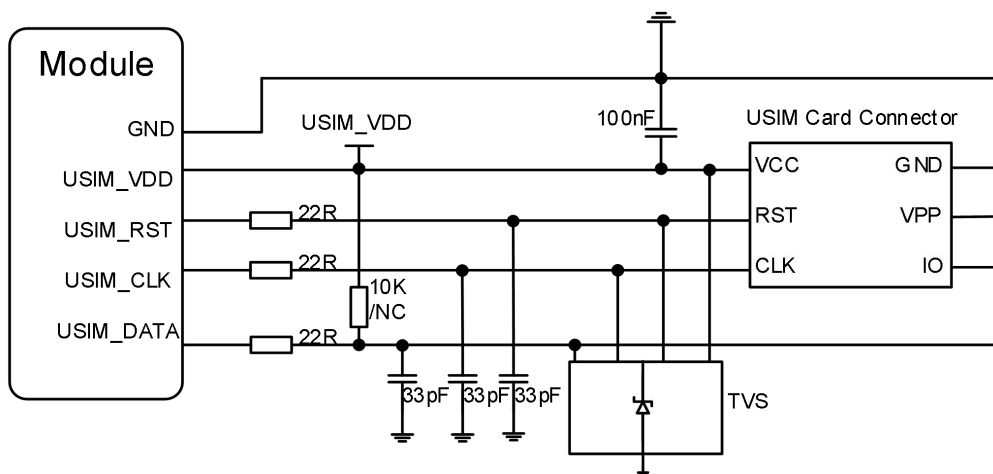 Module
GND
USIM_VDD
USIM_RST
USIM_CLK
USIM_DATA
USIM_VDD
22R
22R
22R
10K
/NC
100nF
33pF
33pF
33pF
USIM Card Connector
VCC
GND
RST
VPP
CLK
IO
TVS